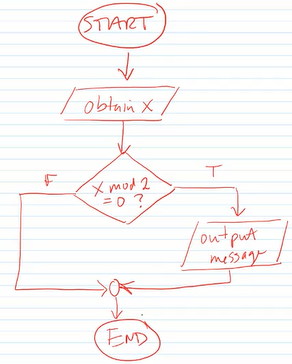 START
obtain X
X mod 2
= 0 ?
F
T
output
message
END